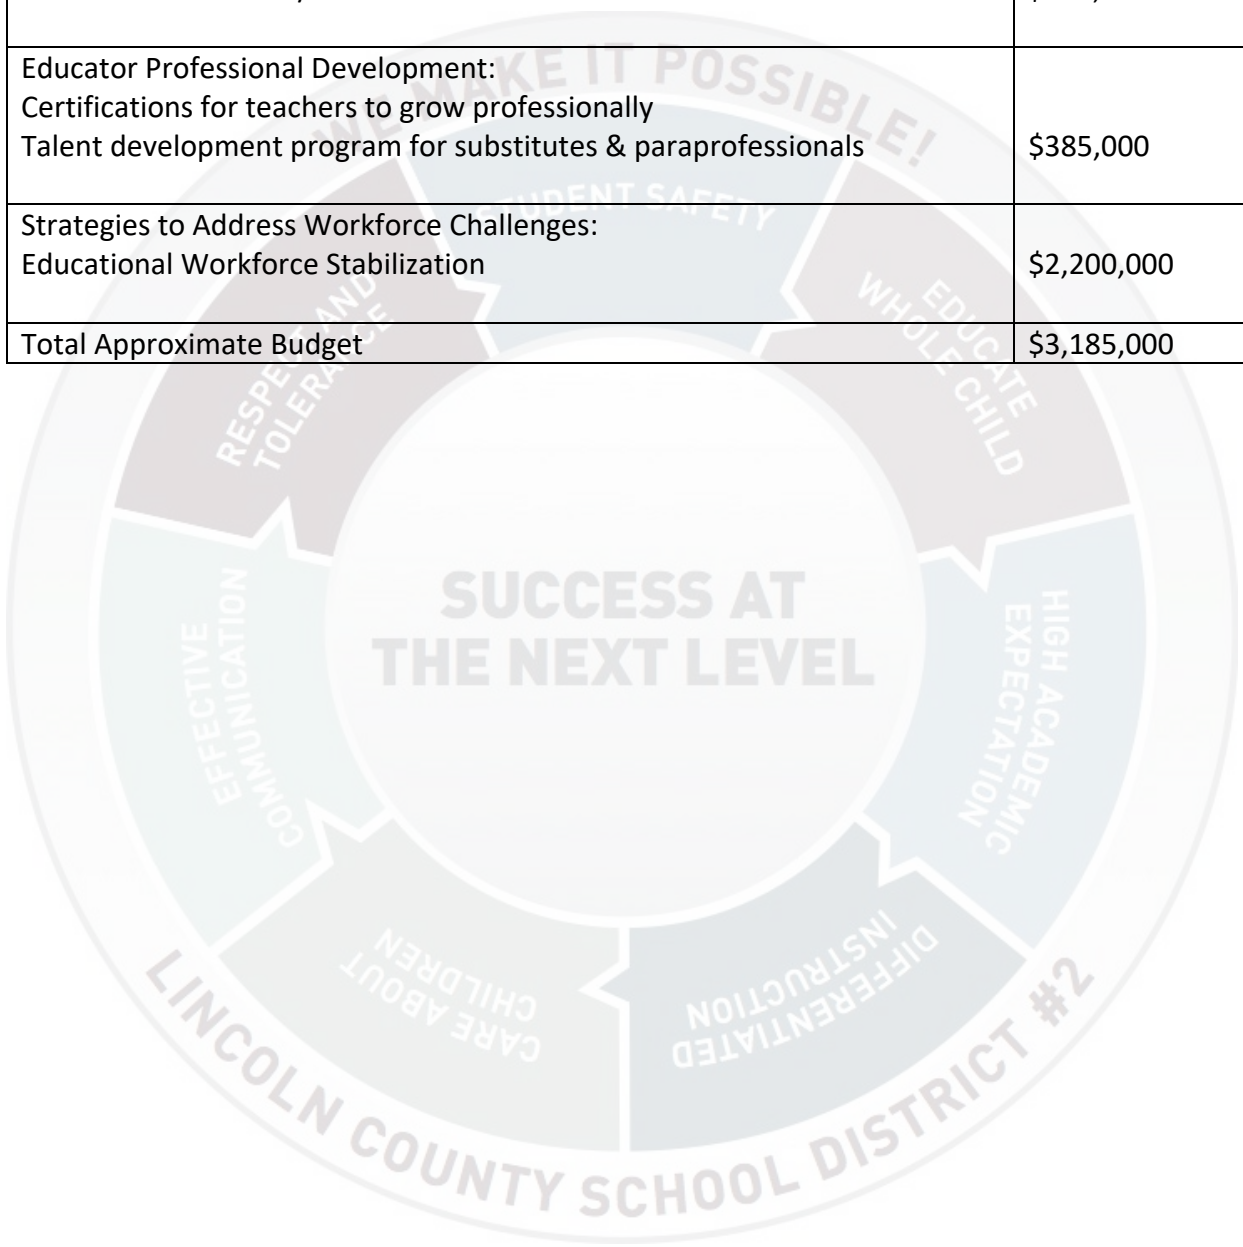 Educator Professional Development:
Certifications for teachers to grow professionally
Talent development program for substitutes & paraprofessionals
$385,000
Strategies to Address Workforce Challenges:
Educational Workforce Stabilization
$2,200,000
Total Approximate Budget
$3,185,000
WE MAKE IT POSSIBLE!
STUDENT SAFETY
EDUCATE
WHOLE CHILD
RESPECT AND
TOLERANCE
HIGH ACADEMIC
EXPECTATION
EFFECTIVE
COMMUNICATION
SUCCESS AT
THE NEXT LEVEL
DIFFERENTIATED
INSTRUCTION
CARE ABOUT
CHILDREN
LINCOLN COUNTY SCHOOL DISTRICT #2